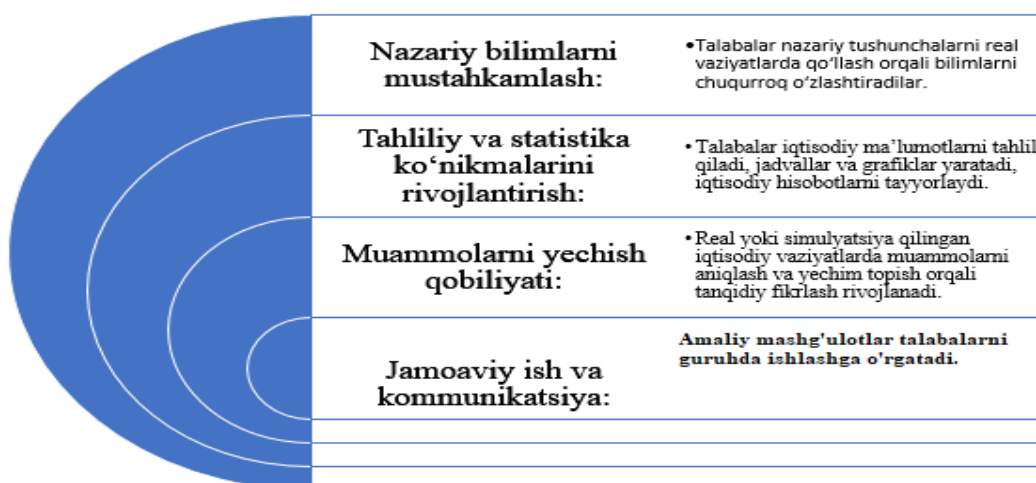 Nazariy bilimlarni
mustahkamlash:
•Talabalar nazariy tushunchalarni real
vaziyatlarda qo‘llash orqali bilimlarni
chuqurroq o‘zlashtiradilar.
Tahliliy va statistika
ko‘nikmalarini
rivojlantirish:
•Talabalar iqtisodiy ma’lumotlarni tahlil
qiladi, jadvallar va grafiklar yaratadi,
iqtisodiy hisobotlarni tayyorlaydi.
Muammolarni yechish
qobiliyati:
•Real yoki simulyatsiya qilingan
iqtisodiy vaziyatlarda muammolarni
aniqlash va yechim topish orqali
tanqidiy fikrlash rivojlanadi.
Jamoaviy ish va
kommunikatsiya:
Amaliy mashg'ulotlar talabalarni
guruhda ishlashga o'rgatadi.